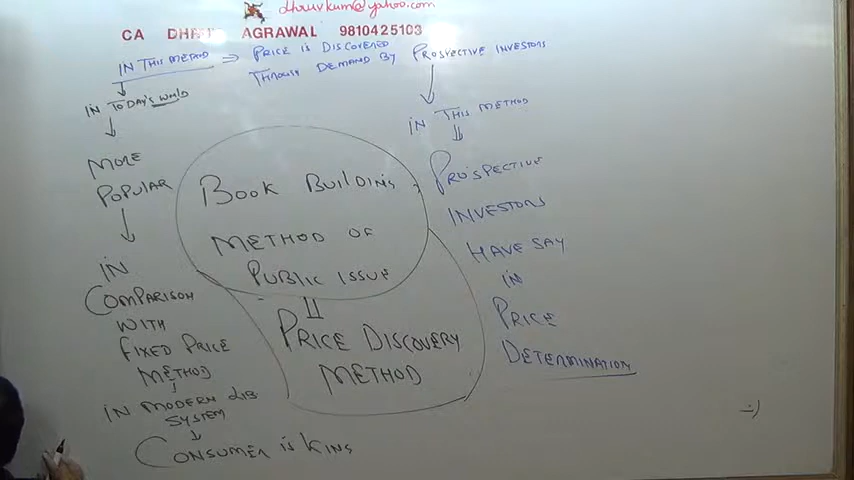 dhruvkum@yahoo.com
CA DHRUV AGRAWAL 9810425103
IN THIS METHOD ⇒ PRICE IS DISCOVERED
THROUGH DEMAND BY PROSPECTIVE INVESTORS
IN TODAY'S WORLD
MORE
POPULAR
IN
COMPARISON
WITH
FIXED PRICE
METHOD
IN MODERN LIB
SYSTEM
CONSUMER IS KING
BOOK BUILDING
METHOD OF
PUBLIC ISSUE
PRICE DISCOVERY
METHOD
IN THIS METHOD
PROSPECTIVE
INVESTORS
HAVE SAY
IN
PRICE
DETERMINATION